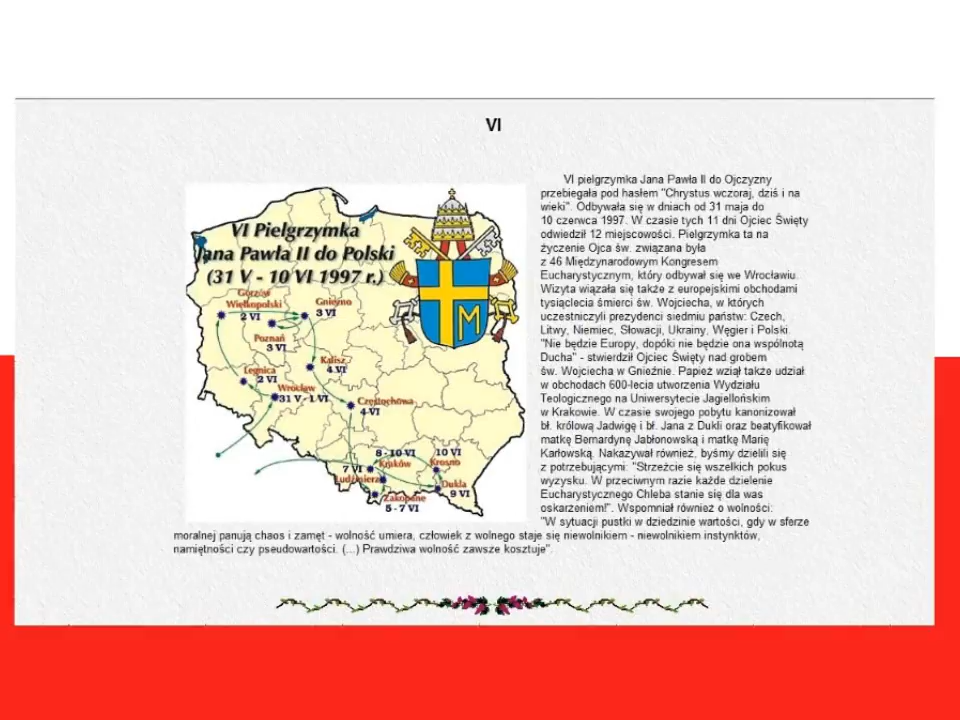 VI
VI Pielgrzymka
Jana Pawła II do Polski
(31 V - 10 VI 1997 r.)
Gorzów
Wielkopolski
2 VI
Gniezno
3 VI
Poznań
3 VI
Kalisz
4 VI
Legnica
2 VI
Wrocław
31 V - 1 VI
Częstochowa
4 VI
8 - 10 VI
Kraków
10 VI
Krosno
7 VI
Ludźmierz
Dukla
9 VI
Zakopane
5 - 7 VI
M
VI pielgrzymka Jana Pawła II do Ojczyzny
przebiegała pod hasłem "Chrystus wczoraj, dziś i na
wieki". Odbywała się w dniach od 31 maja do
10 czerwca 1997. W czasie tych 11 dni Ojciec Święty
odwiedził 12 miejscowości. Pielgrzymka ta na
życzenie Ojca św. związana była
z 46 Międzynarodowym Kongresem
Eucharystycznym, który odbywał się we Wrocławiu.
Wizyta wiązała się także z europejskimi obchodami
tysiąclecia śmierci św. Wojciecha, w których
uczestniczyli prezydenci siedmiu państw: Czech,
Litwy, Niemiec, Słowacji, Ukrainy, Węgier i Polski.
"Nie będzie Europy, dopóki nie będzie ona wspólnotą
Ducha" - stwierdził Ojciec Święty nad grobem
św. Wojciecha w Gnieźnie. Papież wziął także udział
w obchodach 600-lecia utworzenia Wydziału
Teologicznego na Uniwersytecie Jagiellońskim
w Krakowie. W czasie swojego pobytu kanonizował
bł. królową Jadwigę i bł. Jana z Dukli oraz beatyfikował
matkę Bernardynę Jabłonowską i matkę Marię
Karłowską. Nakazywał również, byśmy dzielili się
z potrzebującymi: "Strzeżcie się wszelkich pokus
wyzysku. W przeciwnym razie każde dzielenie
Eucharystycznego Chleba stanie się dla was
oskarżeniem!". Wspomniał również o wolności:
"W sytuacji pustki w dziedzinie wartości, gdy w sferze
moralnej panują chaos i zamęt - wolność umiera, człowiek z wolnego staje się niewolnikiem - niewolnikiem instynktów,
namiętności czy pseudowartości. (...) Prawdziwa wolność zawsze kosztuje".